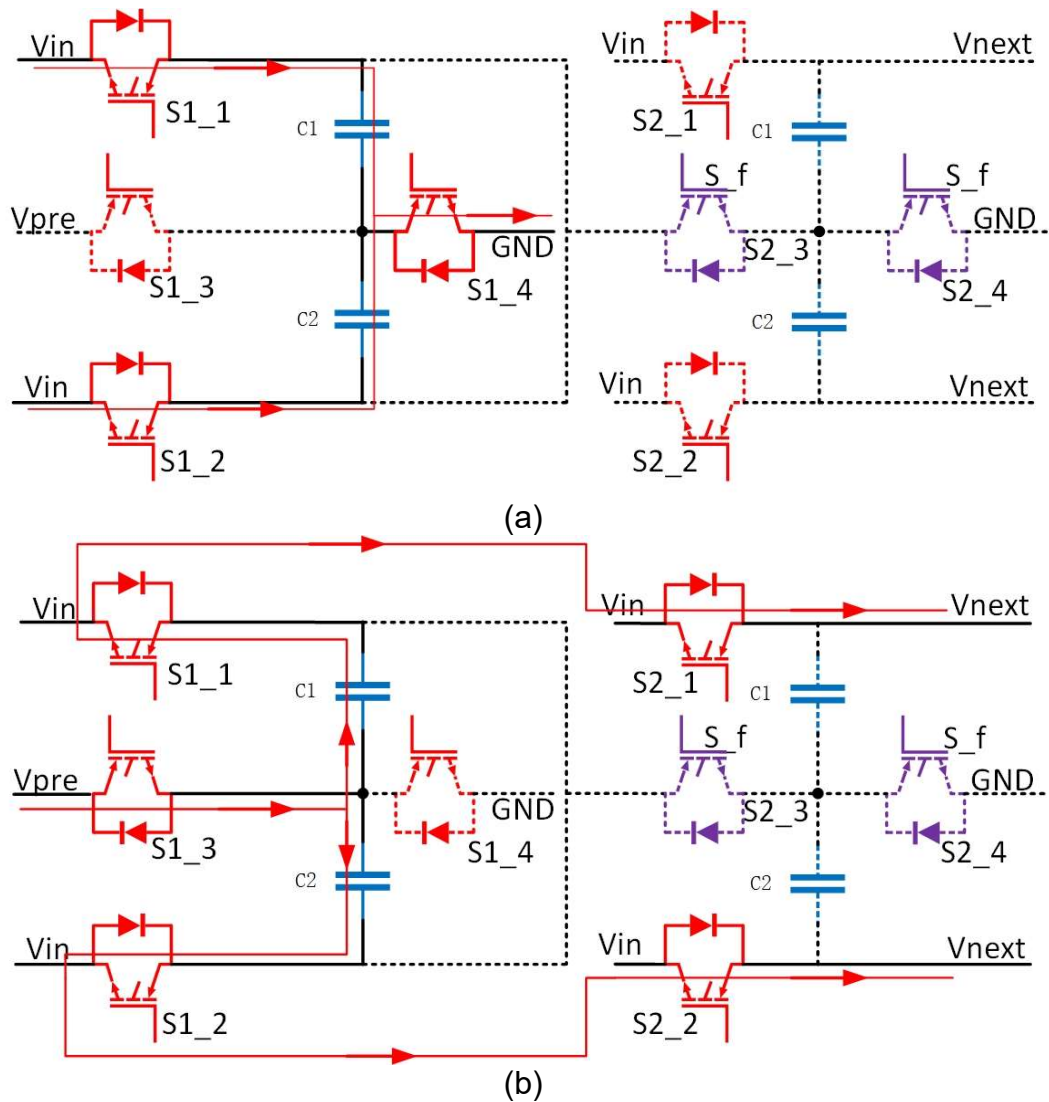 Vin
S1_1
C1
Vpre
S1_3
GND
S1_4
C2
Vin
S1_2
Vin
Vnext
S2_1
C1
S_f
S_f
GND
S2_3
S2_4
C2
Vin
Vnext
S2_2
(a)
Vin
S1_1
C1
Vpre
S1_3
GND
S1_4
C2
Vin
S1_2
Vin
Vnext
S2_1
C1
S_f
S_f
GND
S2_3
S2_4
C2
Vin
Vnext
S2_2
(b)